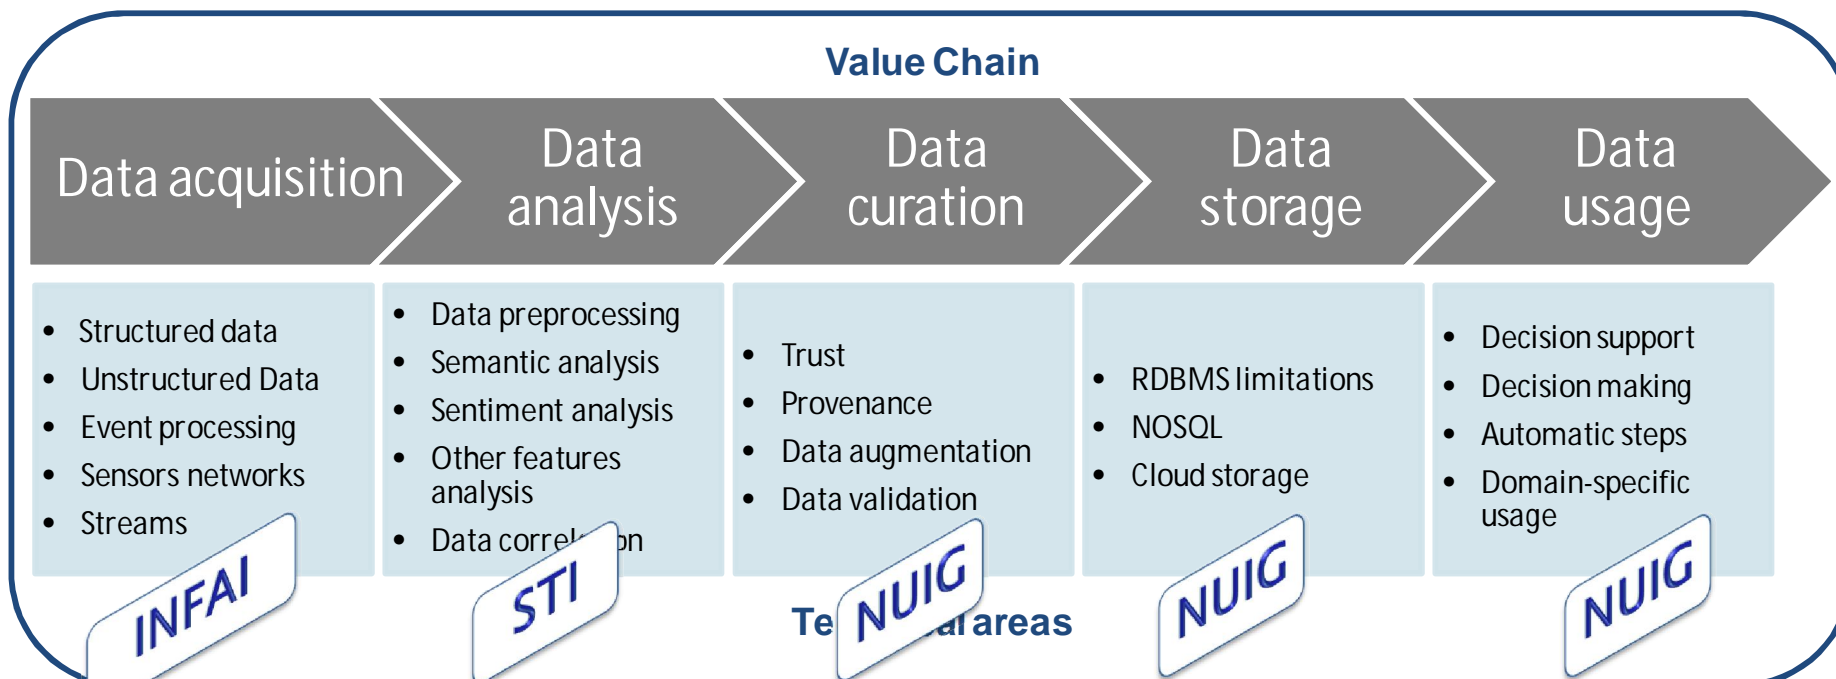 Value Chain
Data acquisition
Data
analysis
Data
curation
Data
storage
Data
usage
• Structured data
• Unstructured Data
• Event processing
• Sensors networks
• Streams
• Data preprocessing
• Semantic analysis
• Sentiment analysis
• Other features
analysis
• Data
• Trust
• Provenance
• Data augmentation
• Data validation
• RDBMS limitations
• NOSQL
• Cloud storage
• Decision support
• Decision making
• Automatic steps
• Domain-specific
usage
INFAI
STI
NUIG
NUIG
NUIG
areas